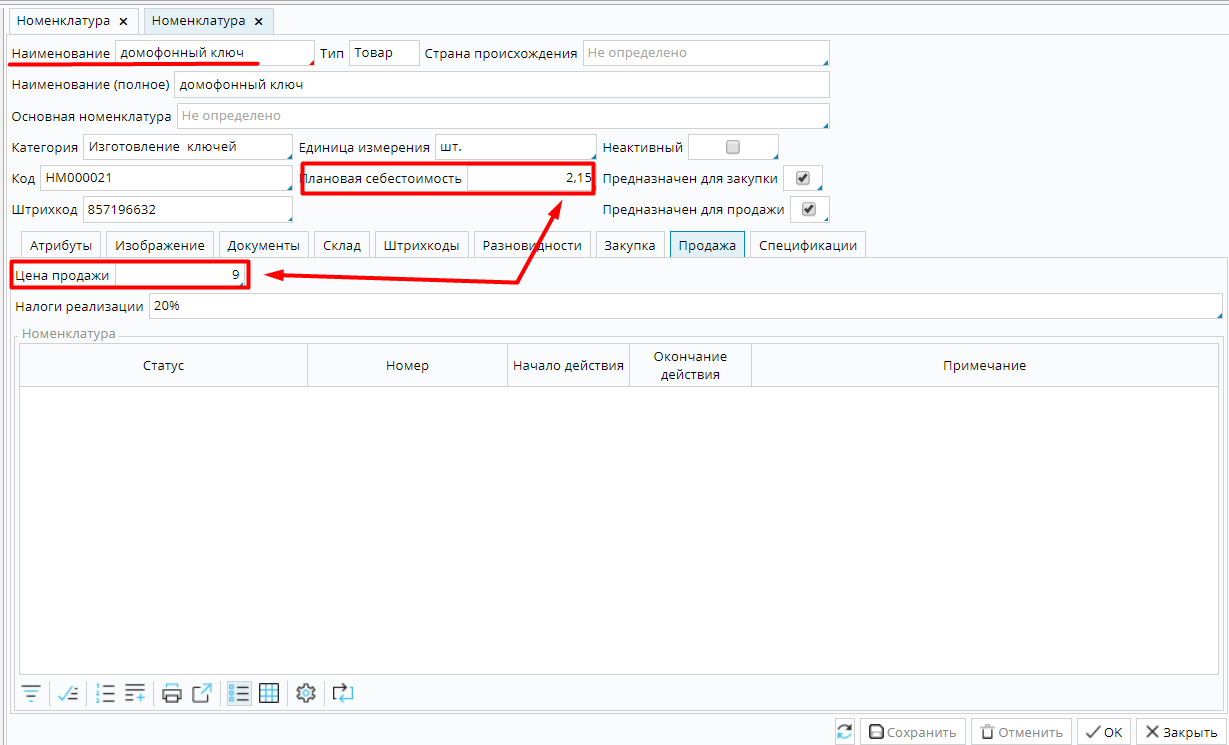 Номенклатура × Номенклатура ×
Наименование домофонный ключ Тип Товар Страна происхождения Не определено
Наименование (полное) домофонный ключ
Основная номенклатура Не определено
Категория Изготовление ключей Единица измерения шт. Неактивный
Код НМ000021 Плановая себестоимость 2,15 Предназначен для закупки
Штрихкод 857196632 Предназначен для продажи
Атрибуты Изображение Документы Склад Штрихкоды Разновидности Закупка Продажа Спецификации
Цена продажи 9
Налоги реализации 20%
Номенклатура
Статус Номер Начало действия Окончание действия Примечание
Сохранить Отменить OK Закрыть